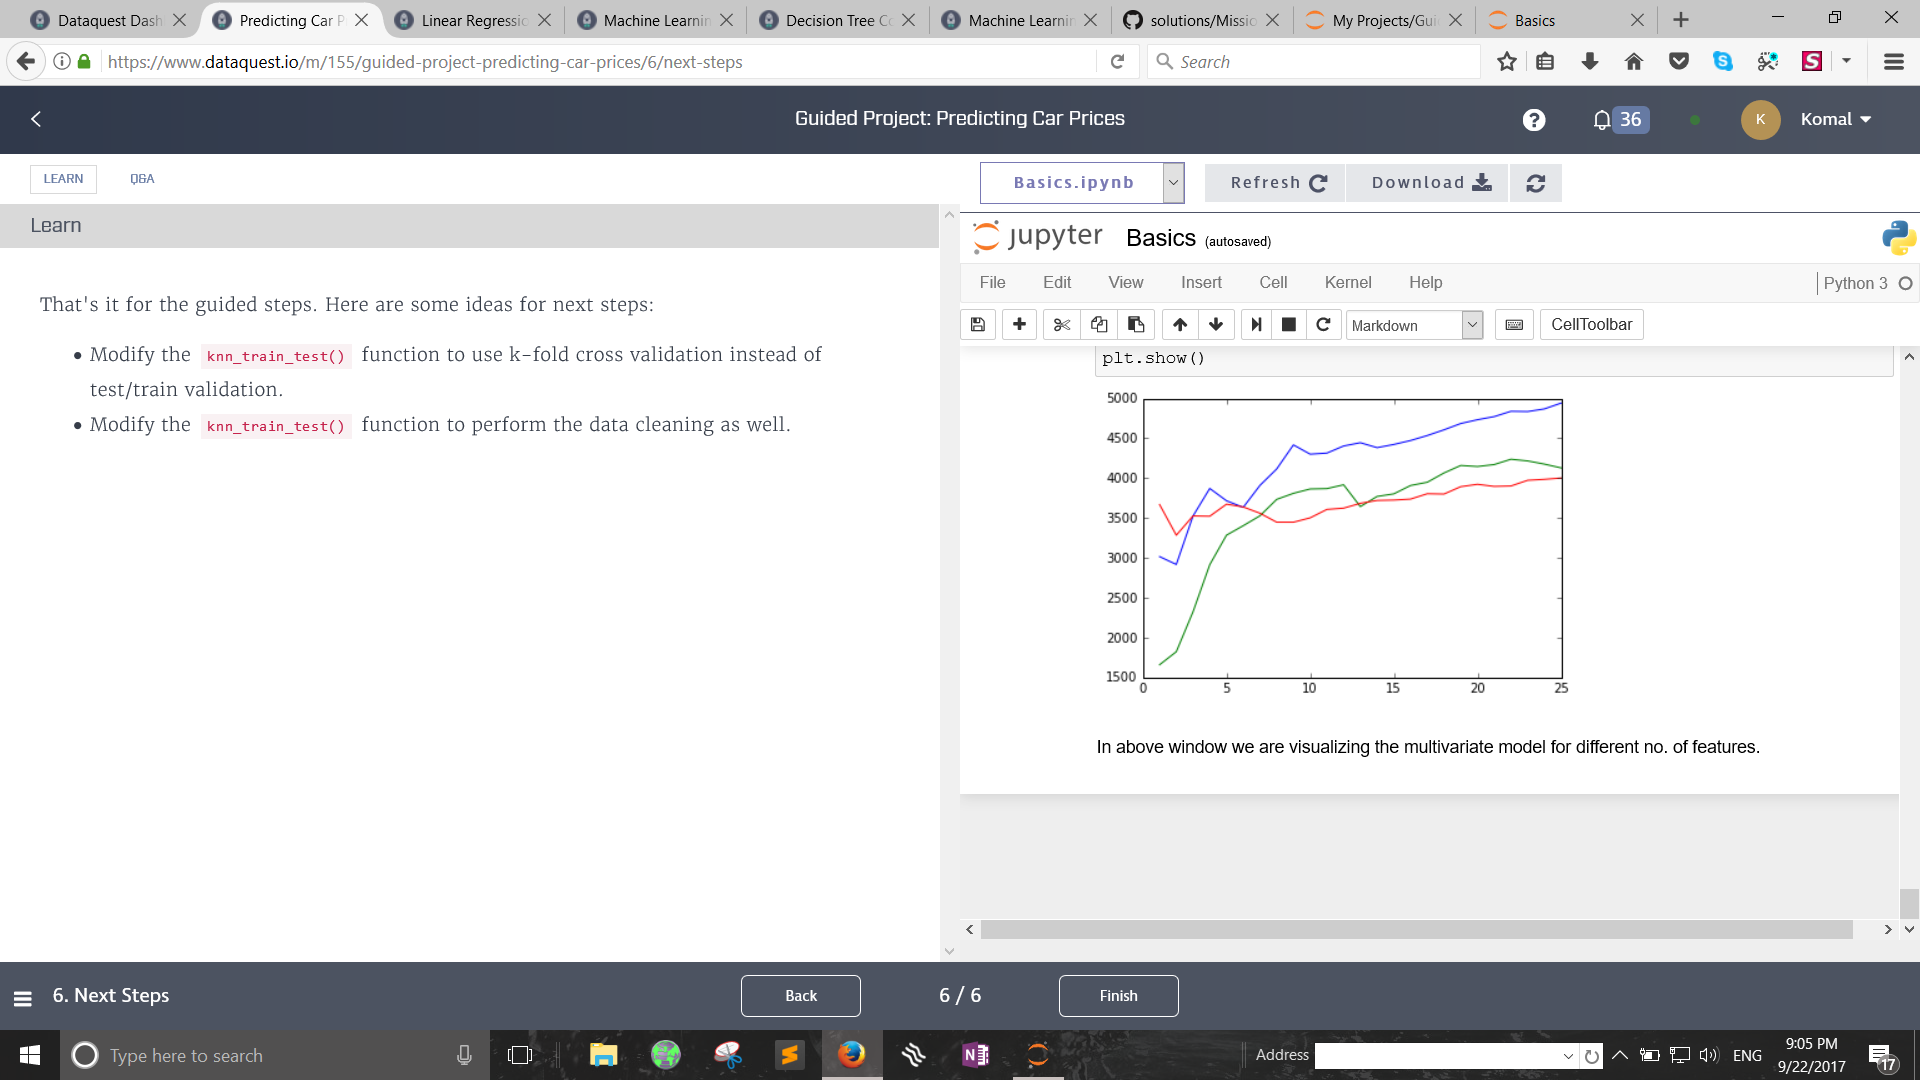 Dataquest Dash
Predicting Car P
Linear Regressio
Machine Learnin
Decision Tree Co
Machine Learnin
solutions/Missio
My Projects/Gui
Basics
https://www.dataquest.io/m/155/guided-project-predicting-car-prices/6/next-steps
Search
S
Guided Project: Predicting Car Prices
?
36
K
Komal
LEARN
Q&A
Basics.ipynb
Refresh
Download
Learn
jupyter
Basics (autosaved)
File Edit View Insert Cell Kernel Help
Python 3
Markdown
CellToolbar
That's it for the guided steps. Here are some ideas for next steps:
• Modify the knn_train_test() function to use k-fold cross validation instead of
test/train validation.
• Modify the knn_train_test() function to perform the data cleaning as well.
plt.show()
5000
4500
4000
3500
3000
2500
2000
1500
0 5 10 15 20 25
In above window we are visualizing the multivariate model for different no. of features.
6. Next Steps
Back
6 / 6
Finish
Type here to search
N
Address
ENG
9:05 PM
9/22/2017
17